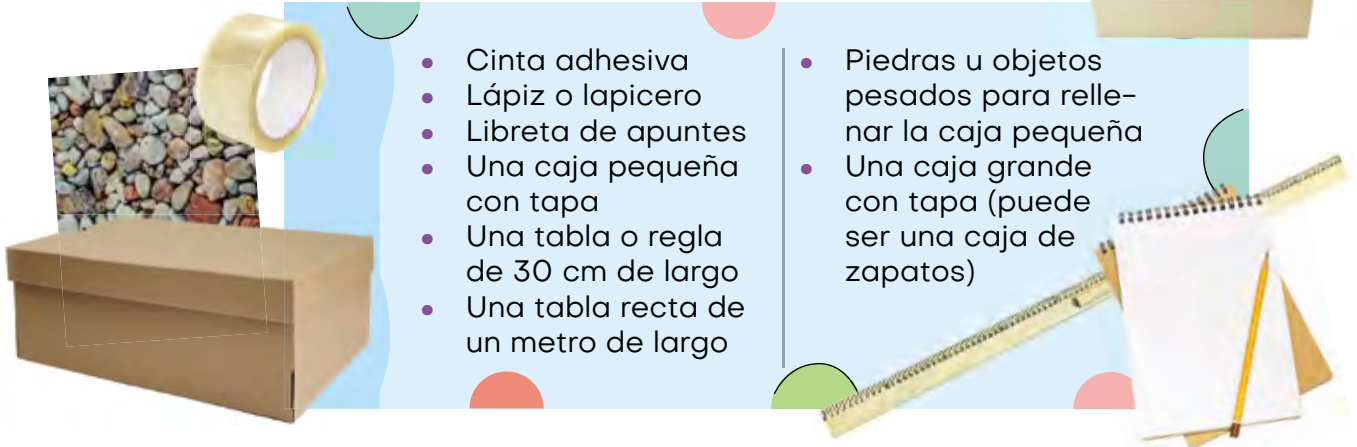 • Cinta adhesiva
• Lápiz o lapicero
• Libreta de apuntes
• Una caja pequeña
con tapa
• Una tabla o regla
de 30 cm de largo
• Una tabla recta de
un metro de largo
• Piedras u objetos
pesados para relle-
nar la caja pequeña
• Una caja grande
con tapa (puede
ser una caja de
zapatos)